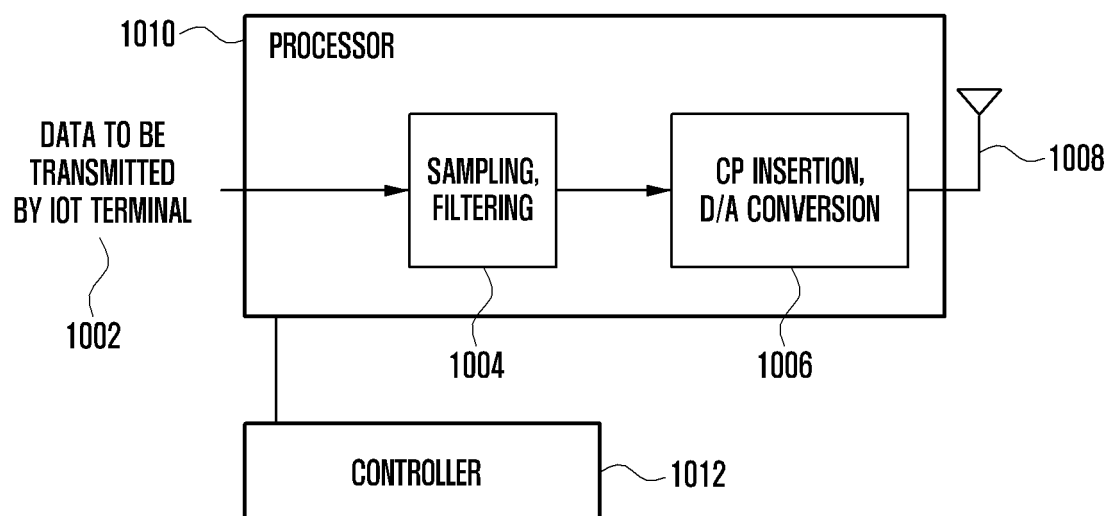 1010
PROCESSOR
DATA TO BE
TRANSMITTED
BY IOT TERMINAL
SAMPLING,
FILTERING
CP INSERTION,
D/A CONVERSION
1008
1002
1004
1006
CONTROLLER
1012